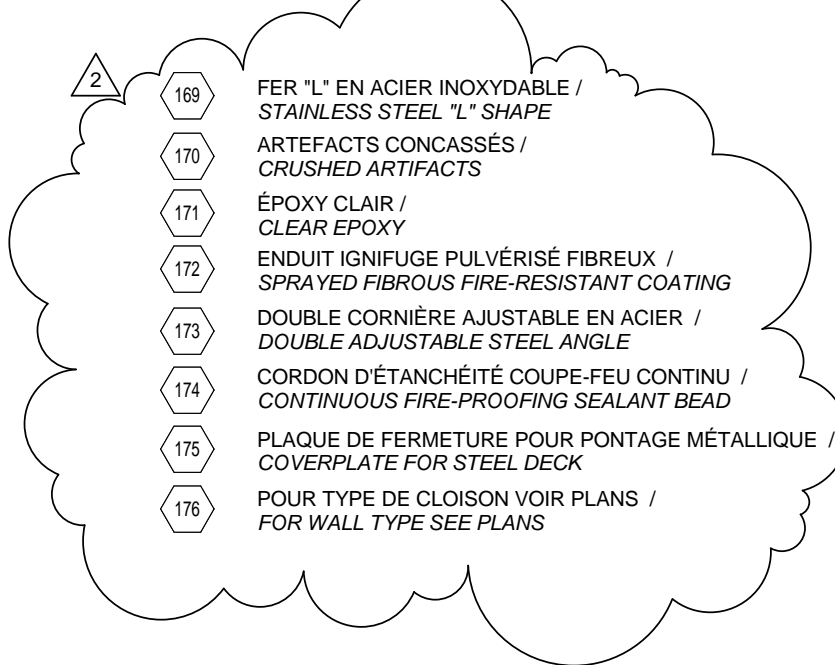 2
169 FER "L" EN ACIER INOXYDABLE /
STAINLESS STEEL "L" SHAPE
170 ARTEFACTS CONCASSÉS /
CRUSHED ARTIFACTS
171 ÉPOXY CLAIR /
CLEAR EPOXY
172 ENDUIT IGNIFUGE PULVÉRISÉ FIBREUX /
SPRAYED FIBROUS FIRE-RESISTANT COATING
173 DOUBLE CORNIÈRE AJUSTABLE EN ACIER /
DOUBLE ADJUSTABLE STEEL ANGLE
174 CORDON D'ÉTANCHÉITÉ COUPE-FEU CONTINU /
CONTINUOUS FIRE-PROOFING SEALANT BEAD
175 PLAQUE DE FERMETURE POUR PONTAGE MÉTALLIQUE /
COVERPLATE FOR STEEL DECK
176 POUR TYPE DE CLOISON VOIR PLANS /
FOR WALL TYPE SEE PLANS